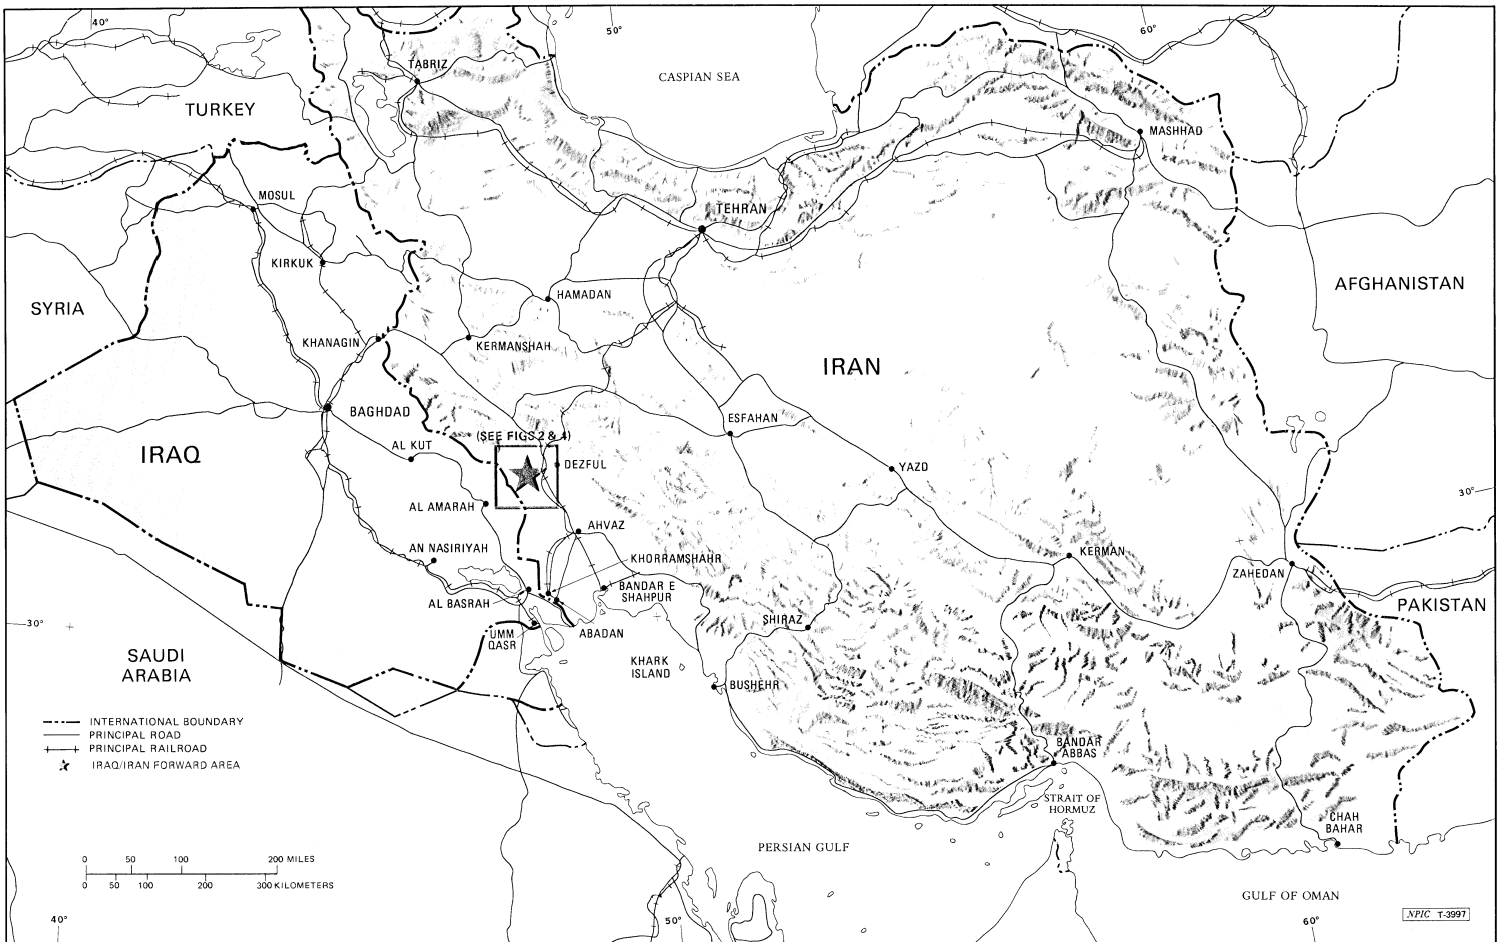 40°
50°
60°
TABRIZ
CASPIAN SEA
TURKEY
MASHHAD
MOSUL
TEHRAN
KIRKUK
HAMADAN
AFGHANISTAN
SYRIA
KHANAGIN
KERMANSHAH
IRAN
BAGHDAD
ESFAHAN
(SEE FIGS 2 & 4)
AL KUT
IRAQ
DEZFUL
YAZD
30°
AL AMARAH
AHVAZ
AN NASIRIYAH
KHORRAMSHAHR
KERMAN
ZAHEDAN
BANDAR E
SHAHPUR
AL BASRAH
PAKISTAN
30°
UMM
QASR
ABADAN
SHIRAZ
SAUDI
ARABIA
KHARK
ISLAND
BUSHEHR
INTERNATIONAL BOUNDARY
PRINCIPAL ROAD
PRINCIPAL RAILROAD
IRAQ/IRAN FORWARD AREA
BANDAR
ABBAS
STRAIT OF
HORMUZ
CHAH
BAHAR
PERSIAN GULF
0 50 100 200 MILES
0 50 100 200 300 KILOMETERS
GULF OF OMAN
NPIC T-3997
40°
50°
60°